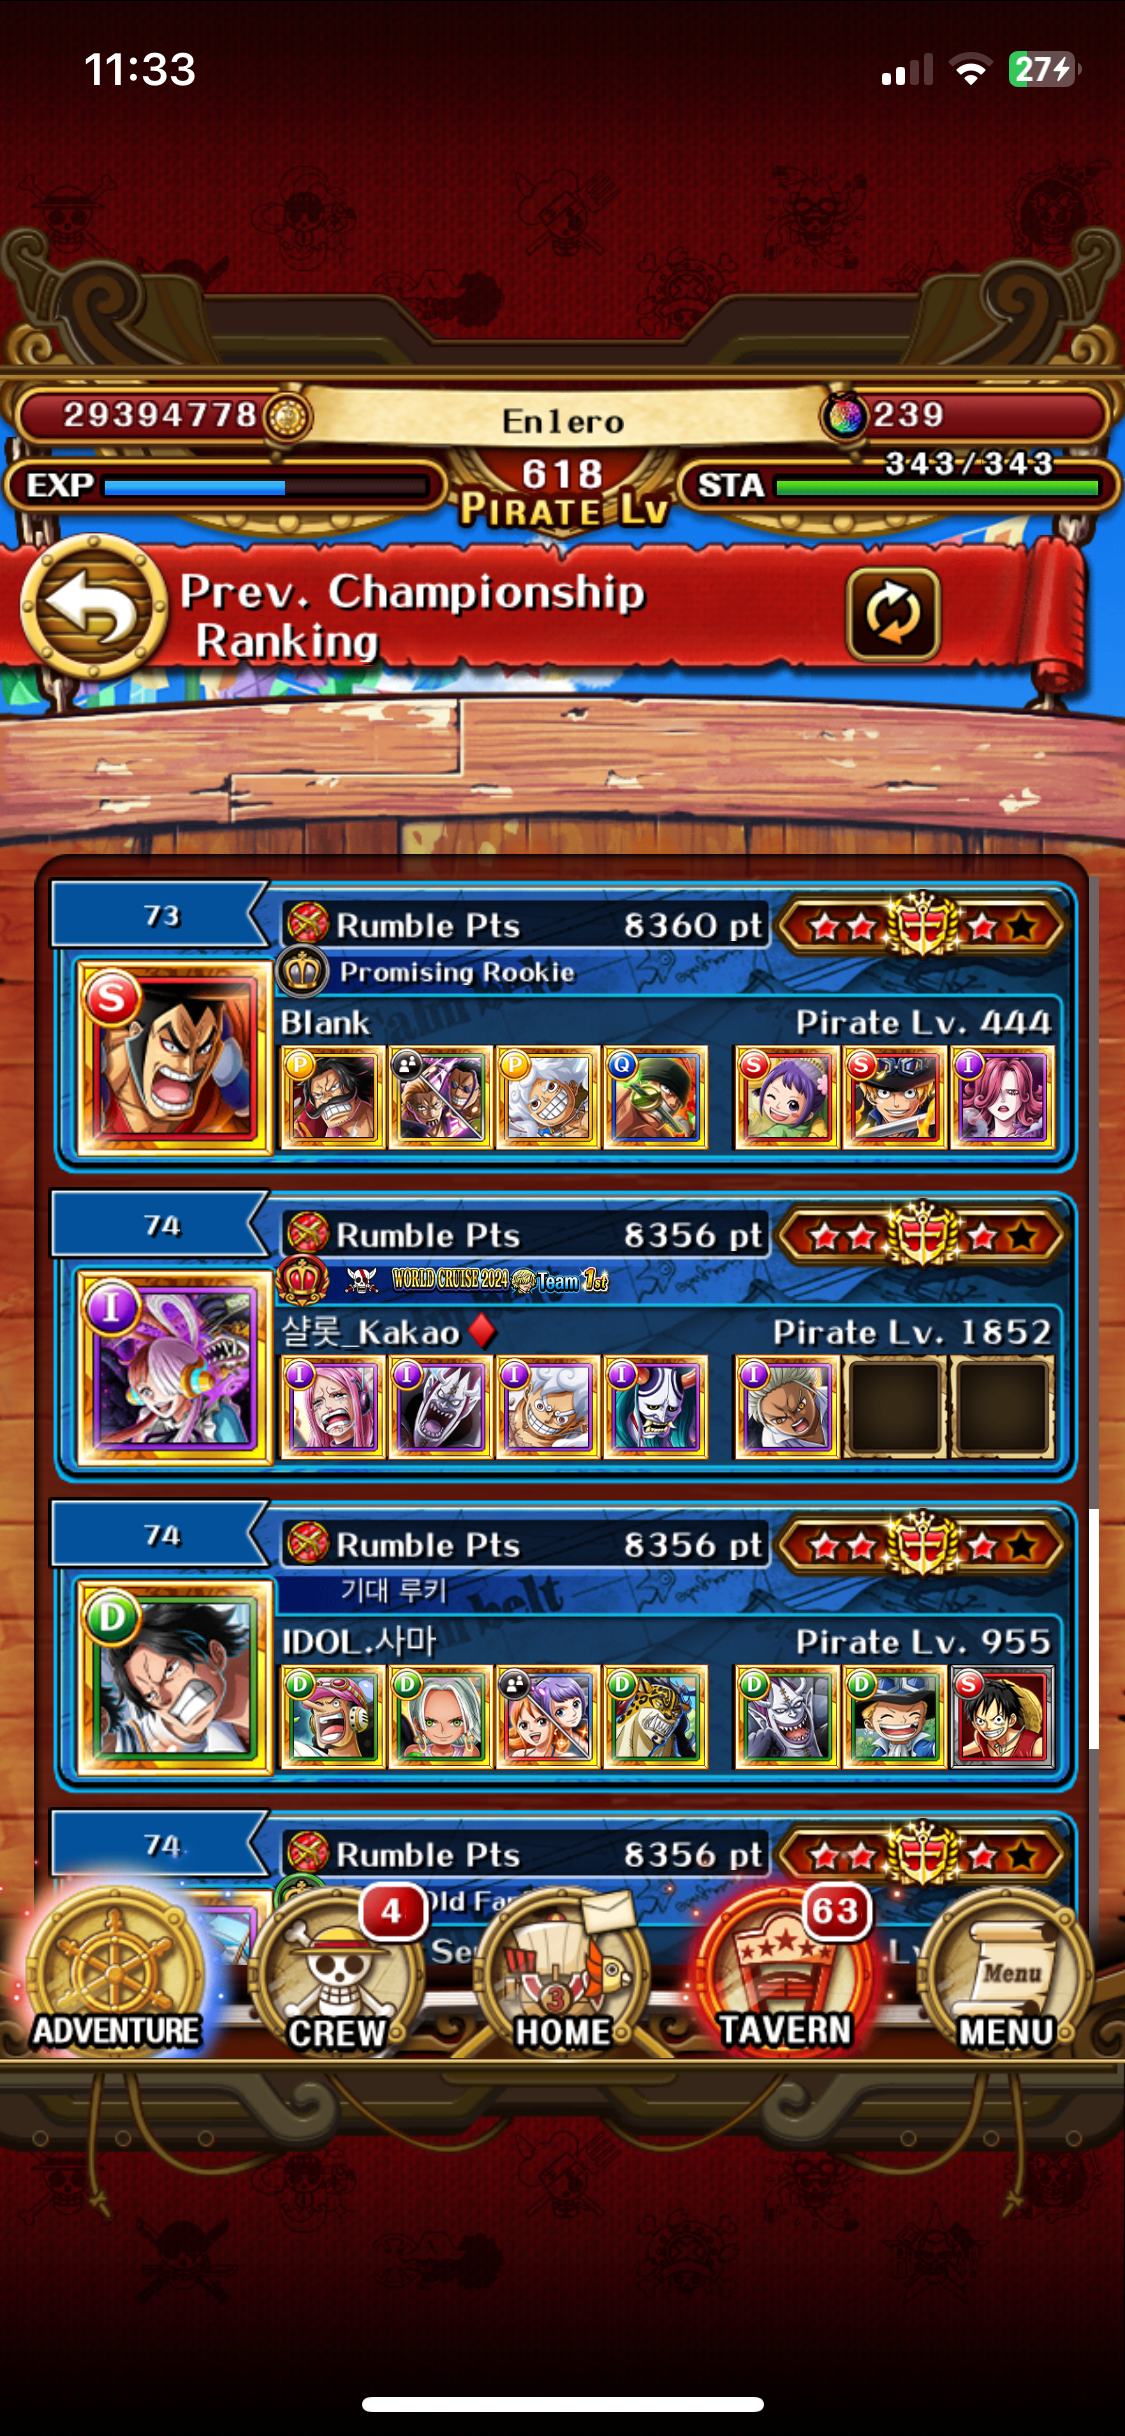 11:33
27
29394778
En1ero
239
EXP
618
PIRATE Lv
STA
343/343
Prev. Championship
Ranking
73
Rumble Pts
8360 pt
Promising Rookie
Blank
Pirate Lv. 444
S
P
P
Q
S
S
I
74
Rumble Pts
8356 pt
WORLD CRUISE 2024 Team 1st
샬롯_Kakao♦
Pirate Lv. 1852
I
I
I
I
I
I
74
Rumble Pts
8356 pt
기대 루키
IDOL.사마
Pirate Lv. 955
D
D
D
D
D
D
S
74
Rumble Pts
8356 pt
4
63
3
Menu
ADVENTURE
CREW
HOME
TAVERN
MENU